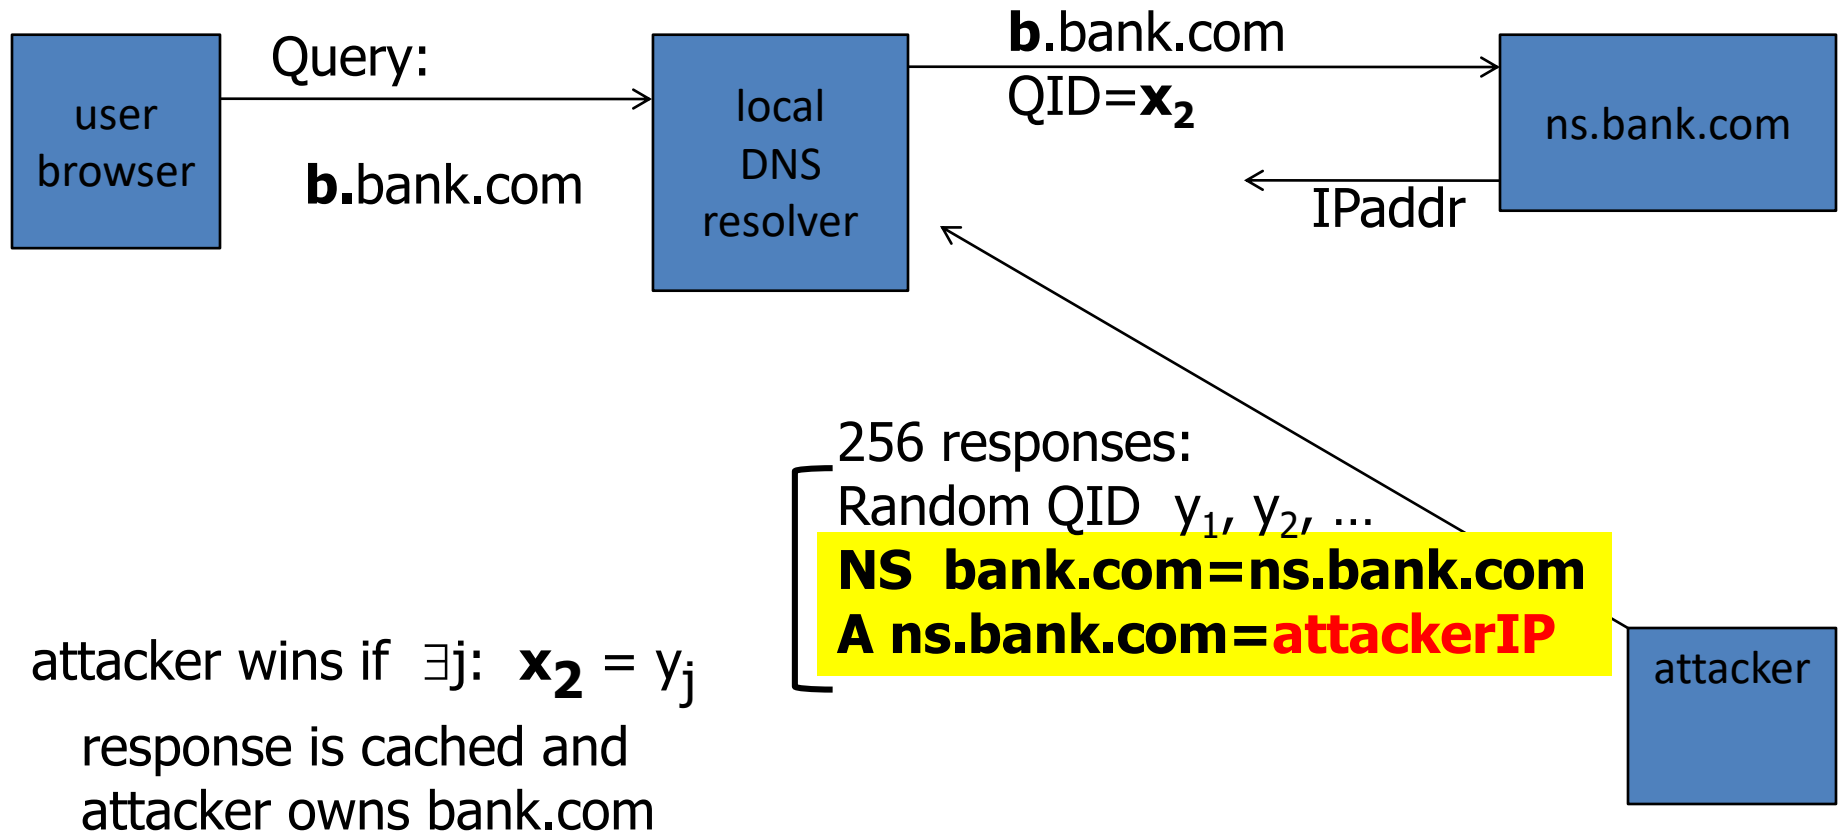 user
browser
Query:
b.bank.com
local
DNS
resolver
b.bank.com
QID=x₂
ns.bank.com
IPaddr
256 responses:
Random QID y₁, y₂, …
NS bank.com=ns.bank.com
A ns.bank.com=attackerIP
attacker
attacker wins if ∃j: x₂ = yⱼ
response is cached and
attacker owns bank.com